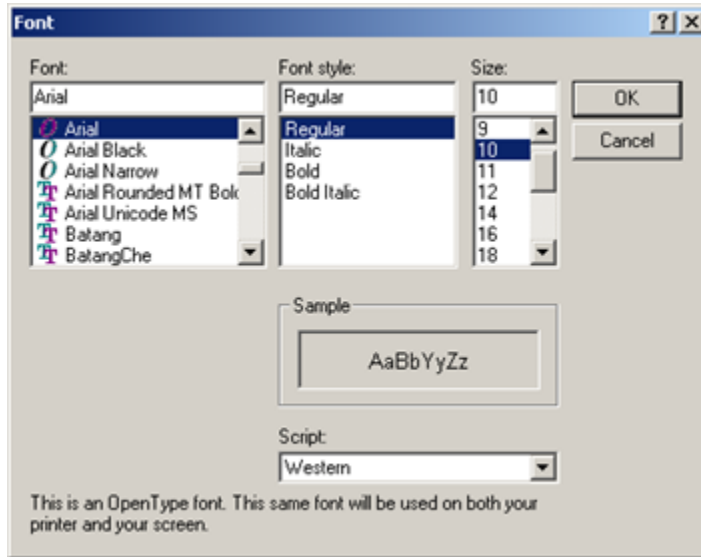 Font
Font:
Font style:
Size:
Arial
Regular
10
OK
Cancel
Arial
Arial Black
Arial Narrow
Arial Rounded MT Bolc
Arial Unicode MS
Batang
BatangChe
Regular
Italic
Bold
Bold Italic
9
10
11
12
14
16
18
Sample
AaBbYyZz
Script:
Western
This is an OpenType font. This same font will be used on both your
printer and your screen.